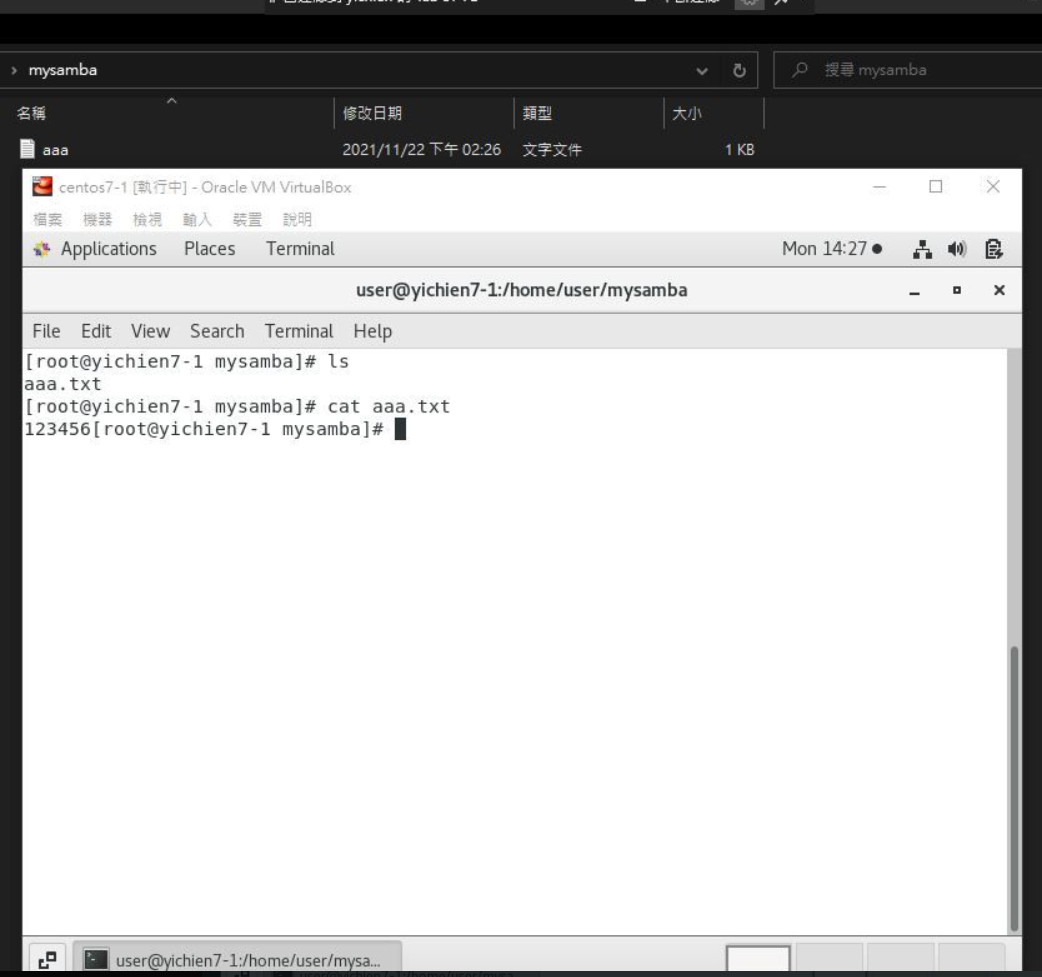 mysamba
搜尋 mysamba
名稱 修改日期 類型 大小
aaa 2021/11/22 下午 02:26 文字文件 1 KB
centos7-1 [執行中] - Oracle VM VirtualBox
檔案 機器 檢視 輸入 裝置 說明
Applications Places Terminal Mon 14:27
user@yichien7-1:/home/user/mysamba
File Edit View Search Terminal Help
[root@yichien7-1 mysamba]# ls
aaa.txt
[root@yichien7-1 mysamba]# cat aaa.txt
123456[root@yichien7-1 mysamba]#
user@yichien7-1:/home/user/mysa...